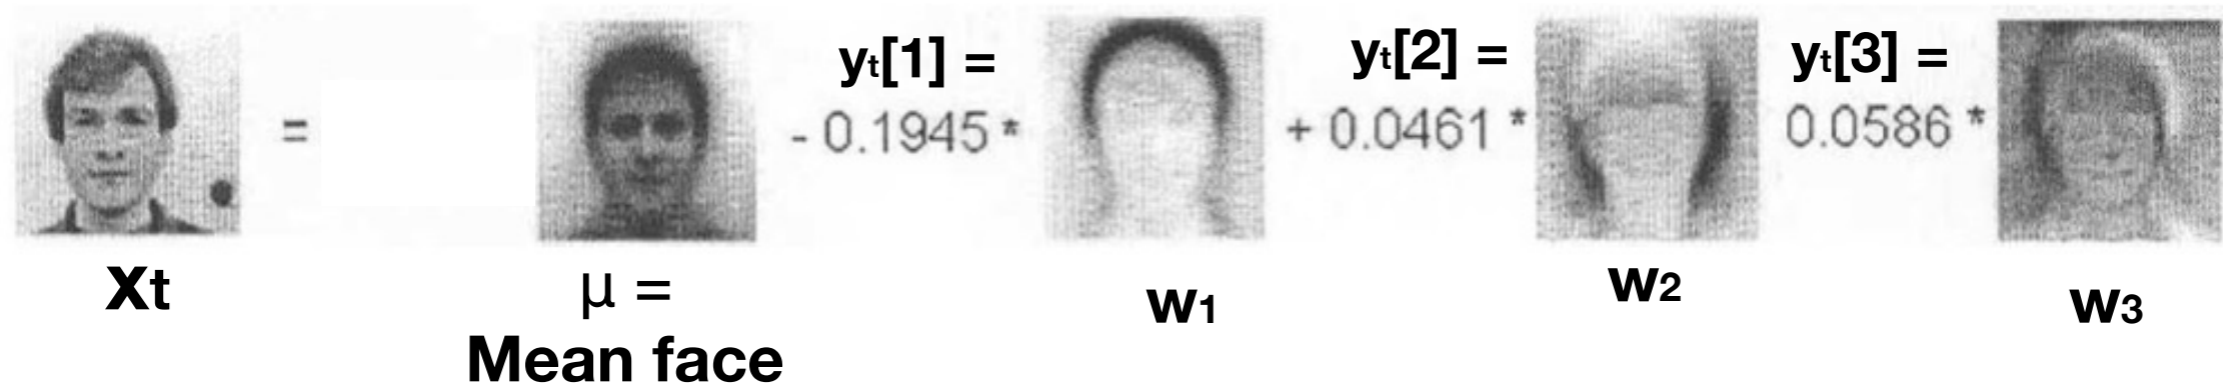 yt[1] = yt[2] = yt[3] =
= - 0.1945 * + 0.0461 * 0.0586 *
xt μ = w1 w2 w3
Mean face